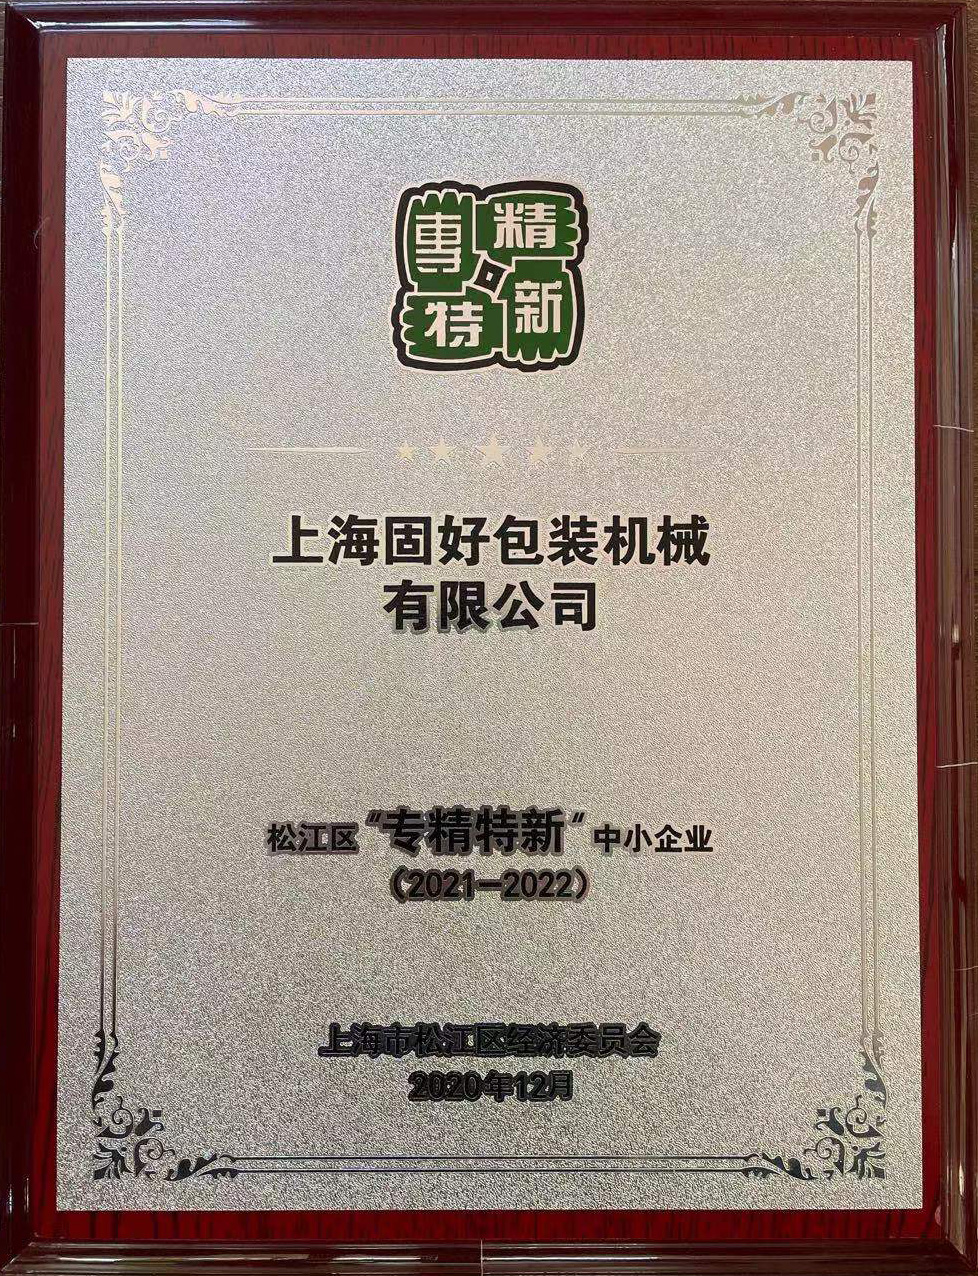 專精
特新
上海固好包装机械
有限公司
松江区“专精特新”中小企业
（2021—2022）
上海市松江区经济委员会
2020年12月